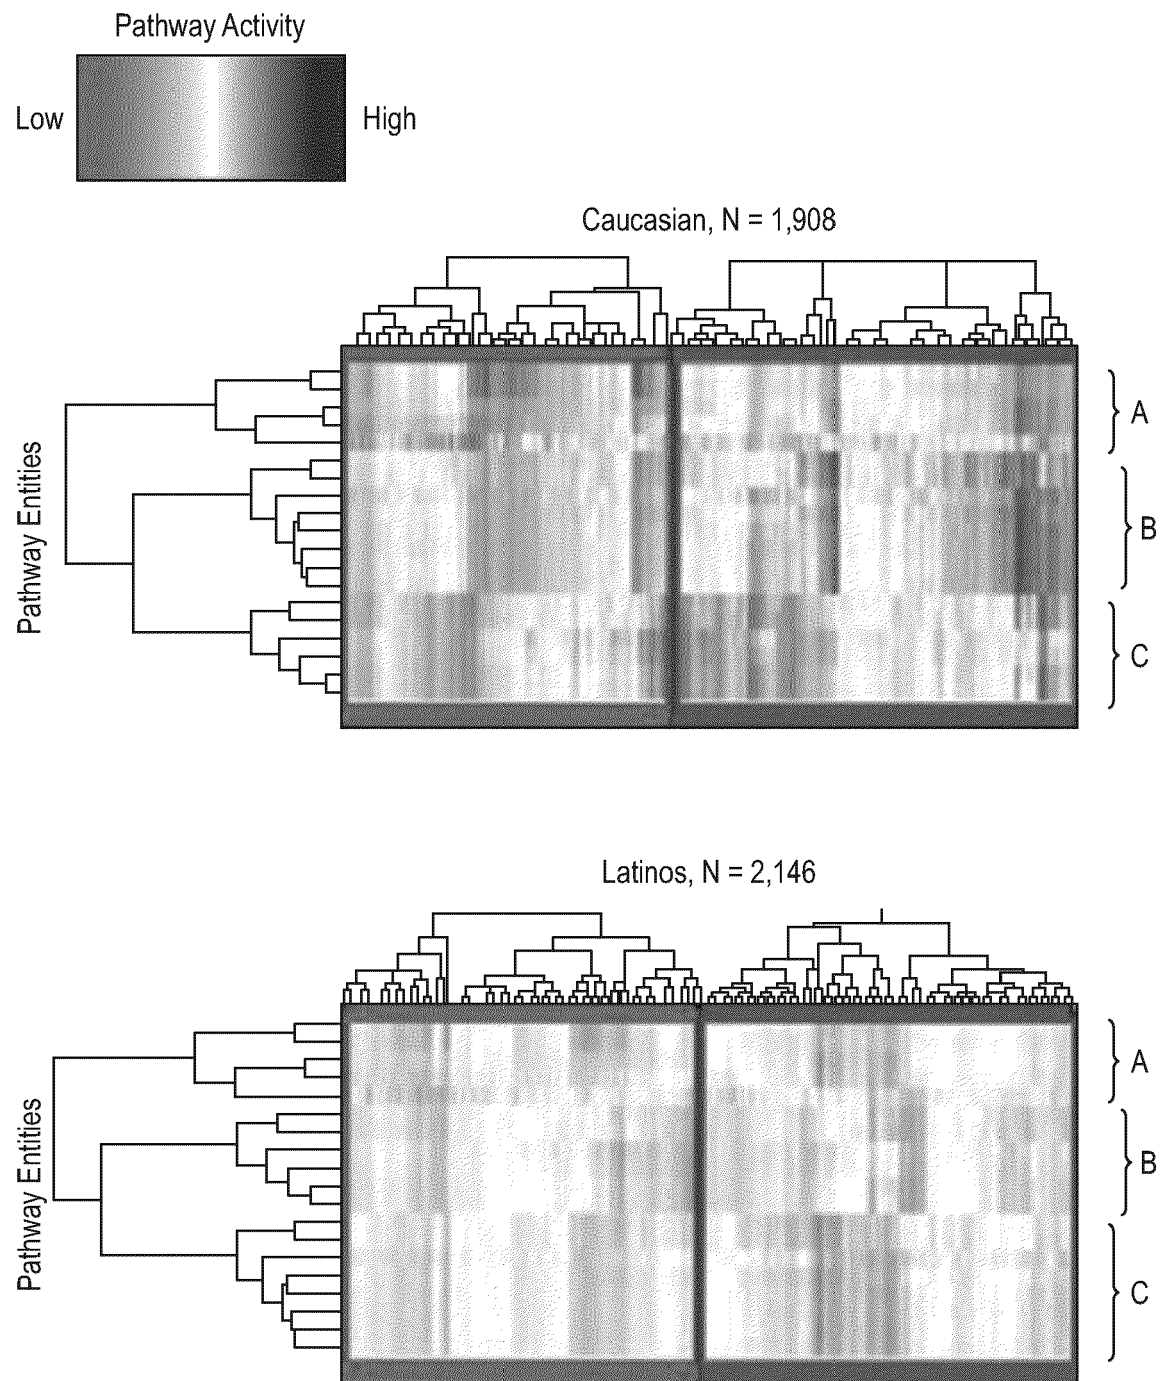 Pathway Activity
Low
High
Caucasian, N = 1,908
Pathway Entities
A
B
C
Latinos, N = 2,146
Pathway Entities
A
B
C